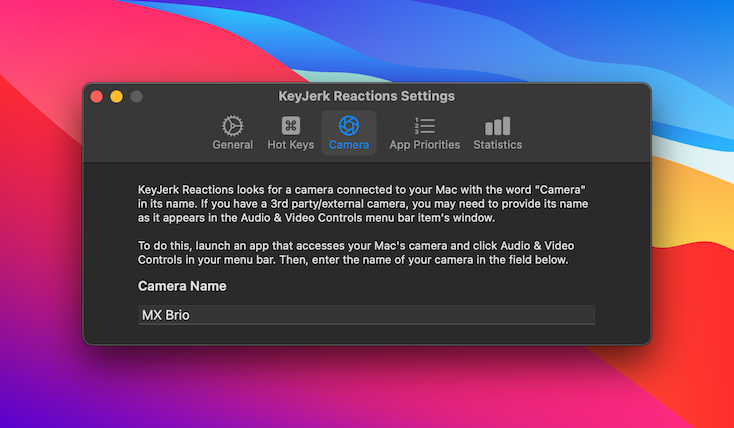 KeyJerk Reactions Settings
General Hot Keys Camera App Priorities Statistics
KeyJerk Reactions looks for a camera connected to your Mac with the word "Camera"
in its name. If you have a 3rd party/external camera, you may need to provide its name
as it appears in the Audio & Video Controls menu bar item's window.
To do this, launch an app that accesses your Mac's camera and click Audio & Video
Controls in your menu bar. Then, enter the name of your camera in the field below.
Camera Name
MX Brio